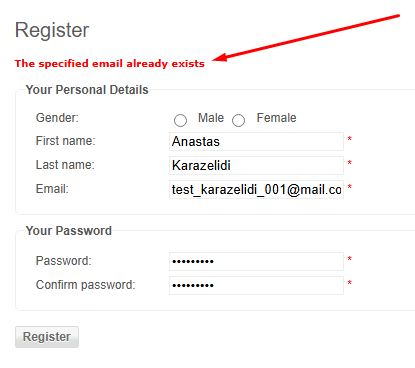 Register
The specified email already exists
Your Personal Details
Gender: Male Female
First name: Anastas *
Last name: Karazelidi *
Email: test_karazelidi_001@mail.co *
Your Password
Password: ••••••••• *
Confirm password: ••••••••• *
Register